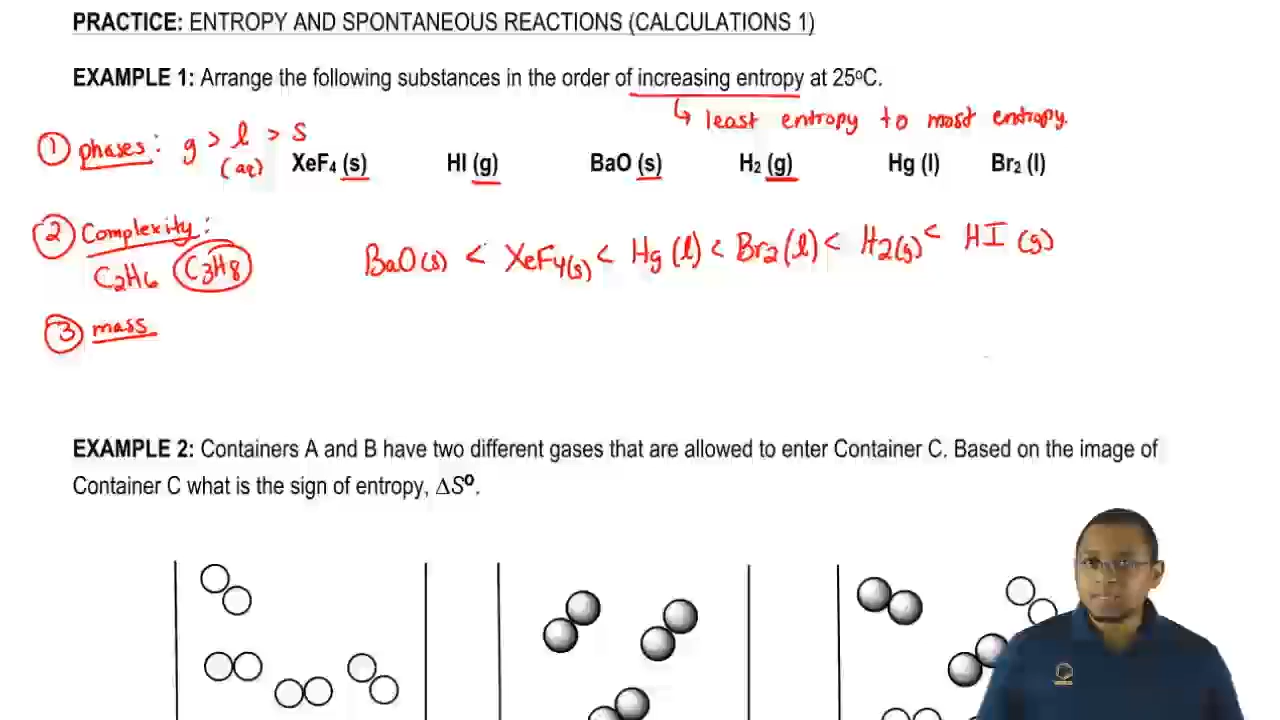 PRACTICE: ENTROPY AND SPONTANEOUS REACTIONS (CALCULATIONS 1)
EXAMPLE 1: Arrange the following substances in the order of increasing entropy at 25°C.
↳ least entropy to most entropy.
① phases: g > l > s
(aq)
XeF₄ (s) HI (g) BaO (s) H₂ (g) Hg (l) Br₂ (l)
② Complexity:
C₂H₆ C₃H₈
BaO(s) < XeF₄(s) < Hg (l) < Br₂ (l) < H₂(g) < HI (g)
③ mass
EXAMPLE 2: Containers A and B have two different gases that are allowed to enter Container C. Based on the image of
Container C what is the sign of entropy, ΔS°.